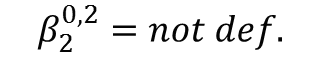 β₂^{0,2} = not def.